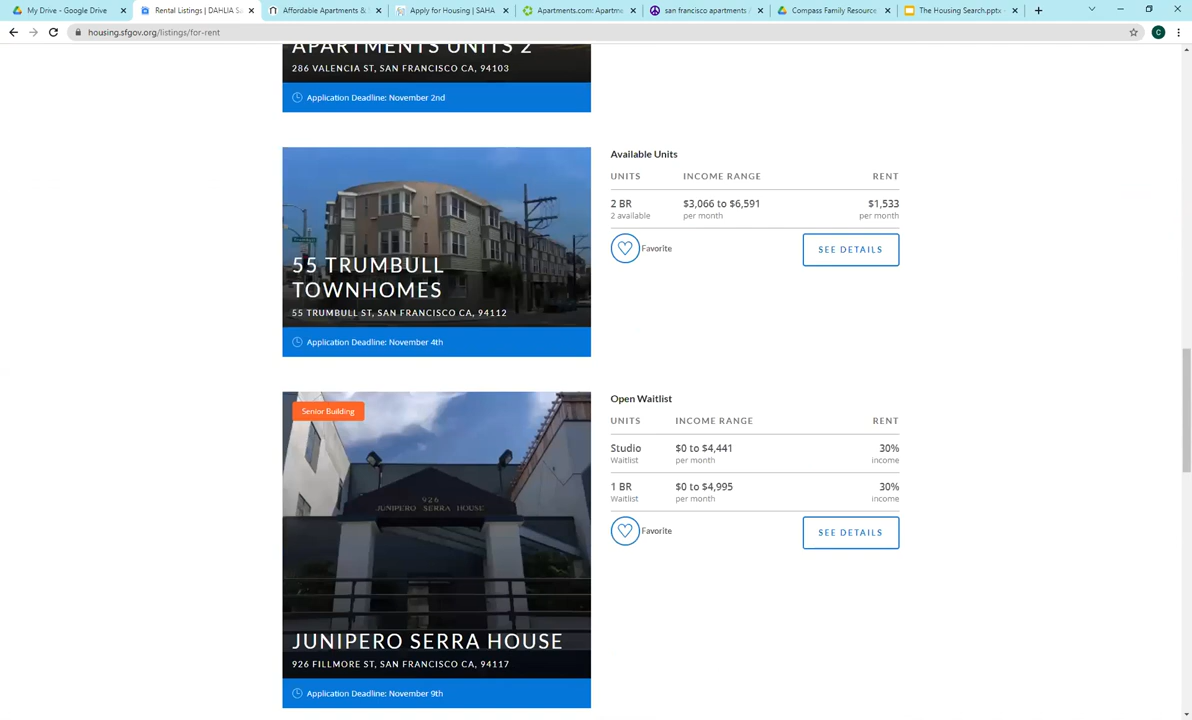 My Drive - Google Drive
Rental Listings | DAHLIA Sa
Affordable Apartments &
Apply for Housing | SAHA
Apartments.com: Apartme
san francisco apartments
Compass Family Resource
The Housing Search.pptx -
housing.sfgov.org/listings/for-rent
C
APARTMENTS UNITS 2
286 VALENCIA ST, SAN FRANCISCO CA, 94103
Application Deadline: November 2nd
55 TRUMBULL
TOWNHOMES
55 TRUMBULL ST, SAN FRANCISCO CA, 94112
Application Deadline: November 4th
Available Units
UNITS INCOME RANGE RENT
2 BR $3,066 to $6,591 $1,533
2 available per month per month
Favorite SEE DETAILS
Senior Building
926
JUNIPERO SERRA HOUSE
JUNIPERO SERRA HOUSE
926 FILLMORE ST, SAN FRANCISCO CA, 94117
Application Deadline: November 9th
Open Waitlist
UNITS INCOME RANGE RENT
Studio $0 to $4,441 30%
Waitlist per month income
1 BR $0 to $4,995 30%
Waitlist per month income
Favorite SEE DETAILS